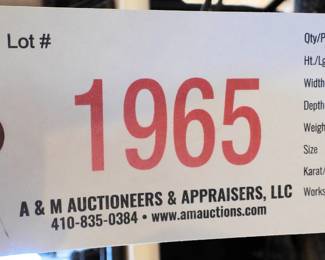 Lot #
1965
A & M AUCTIONEERS & APPRAISERS, LLC
410-835-0384 • www.amauctions.com
Qty/P
Ht./Lg
Width
Depth
Weigh
Size
Karat/
Works